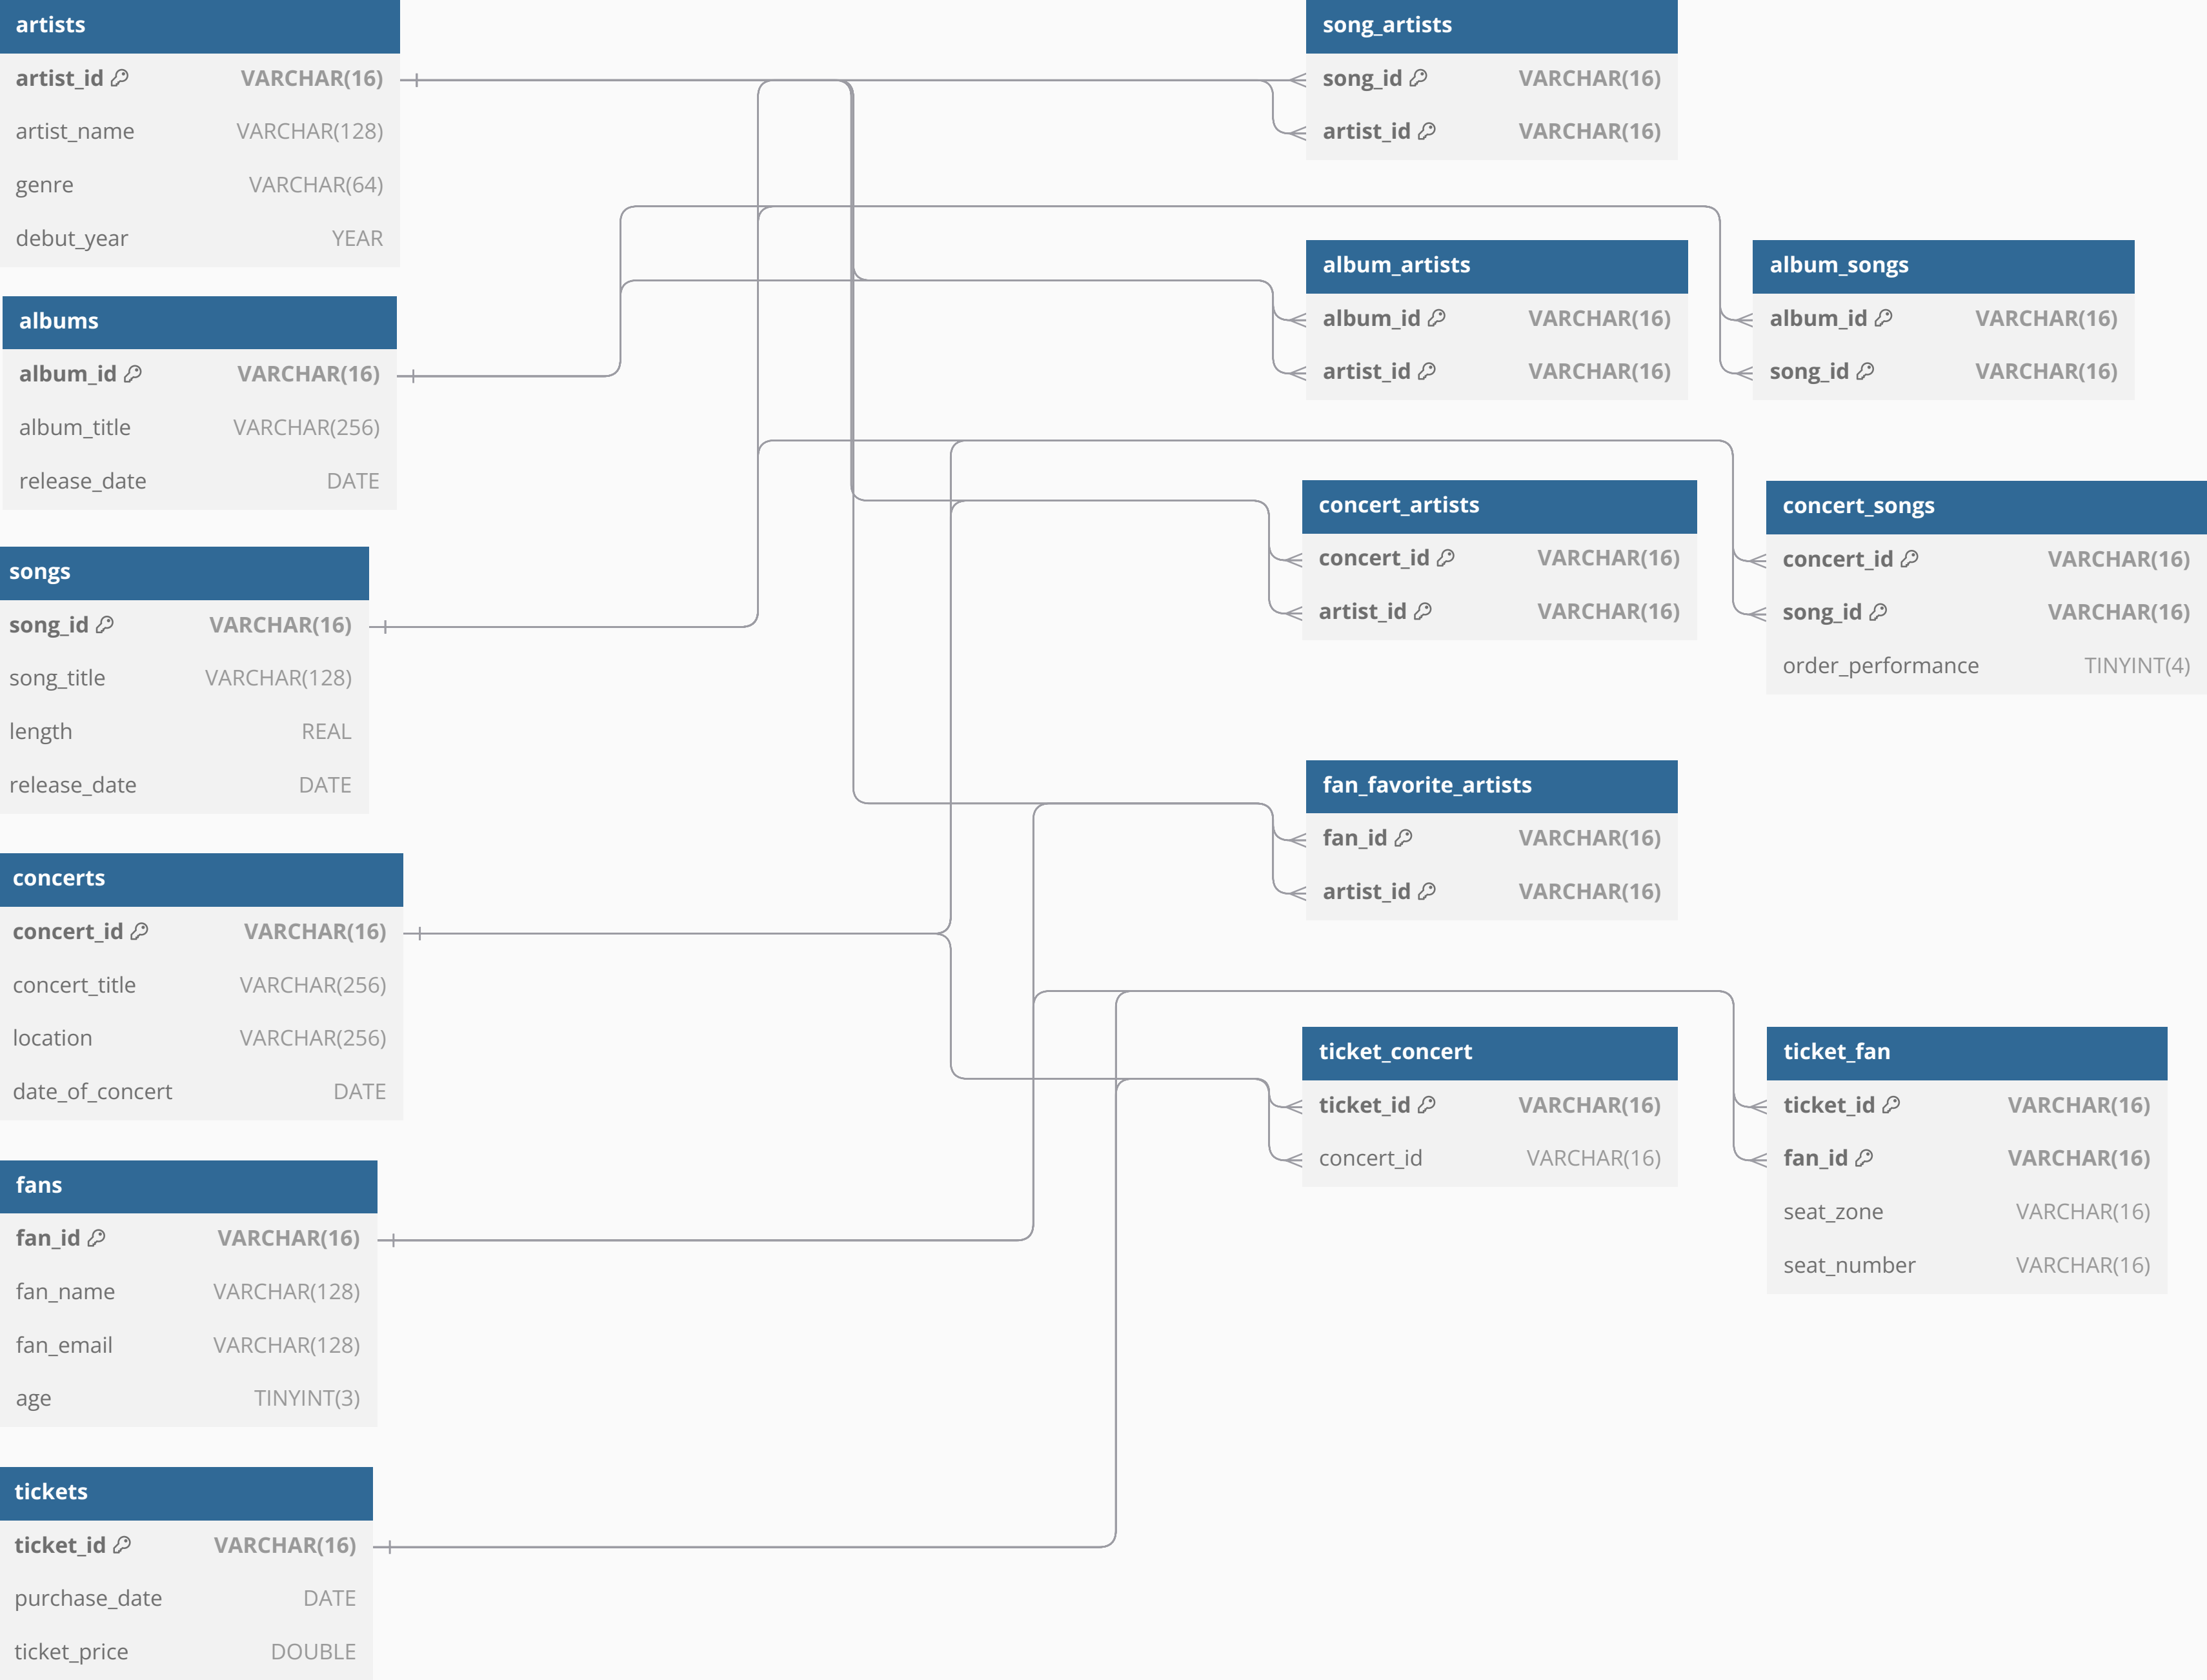 artists
artist_id VARCHAR(16)
artist_name VARCHAR(128)
genre VARCHAR(64)
debut_year YEAR
albums
album_id VARCHAR(16)
album_title VARCHAR(256)
release_date DATE
songs
song_id VARCHAR(16)
song_title VARCHAR(128)
length REAL
release_date DATE
concerts
concert_id VARCHAR(16)
concert_title VARCHAR(256)
location VARCHAR(256)
date_of_concert DATE
fans
fan_id VARCHAR(16)
fan_name VARCHAR(128)
fan_email VARCHAR(128)
age TINYINT(3)
tickets
ticket_id VARCHAR(16)
purchase_date DATE
ticket_price DOUBLE
song_artists
song_id VARCHAR(16)
artist_id VARCHAR(16)
album_artists
album_id VARCHAR(16)
artist_id VARCHAR(16)
album_songs
album_id VARCHAR(16)
song_id VARCHAR(16)
concert_artists
concert_id VARCHAR(16)
artist_id VARCHAR(16)
concert_songs
concert_id VARCHAR(16)
song_id VARCHAR(16)
order_performance TINYINT(4)
fan_favorite_artists
fan_id VARCHAR(16)
artist_id VARCHAR(16)
ticket_concert
ticket_id VARCHAR(16)
concert_id VARCHAR(16)
ticket_fan
ticket_id VARCHAR(16)
fan_id VARCHAR(16)
seat_zone VARCHAR(16)
seat_number VARCHAR(16)